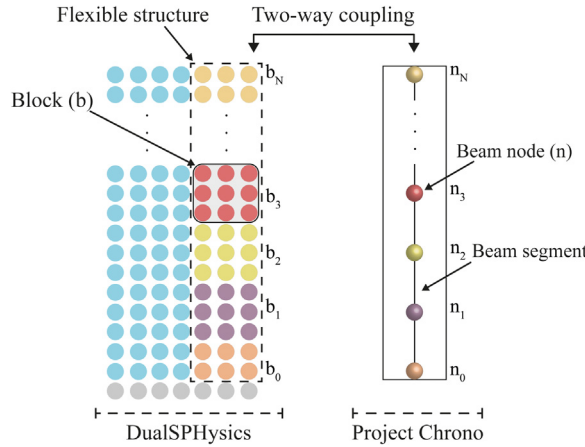 Flexible structure
Two-way coupling
Block (b)
b_N
b_3
b_2
b_1
b_0
n_N
Beam node (n)
n_3
n_2
Beam segment
n_1
n_0
DualSPHysics
Project Chrono